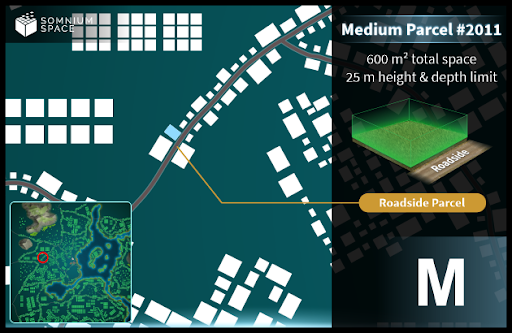 SOMNIUM
SPACE
Medium Parcel #2011
600 m² total space
25 m height & depth limit
Roadside
Roadside Parcel
M